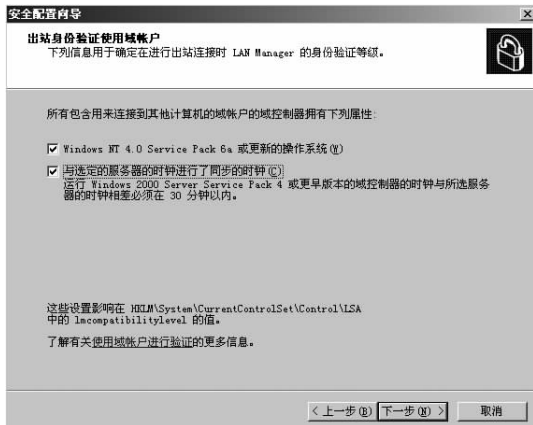 安全配置向导
出站身份验证使用域帐户
下列信息用于确定在进行出站连接时 LAN Manager 的身份验证等级。
所有包含用来连接到其他计算机的域帐户的域控制器拥有下列属性:
Windows NT 4.0 Service Pack 6a 或更新的操作系统(W)
与选定的服务器的时钟进行了同步的时钟(C)
运行 Windows 2000 Server Service Pack 4 或更早版本的域控制器的时钟与所选服务
器的时钟相差必须在 30 分钟以内。
这些设置影响在 HKLM\System\CurrentControlSet\Control\LSA
中的 lmcompatibilitylevel 的值。
了解有关使用域帐户进行验证的更多信息。
< 上一步(B) 下一步(N) > 取消